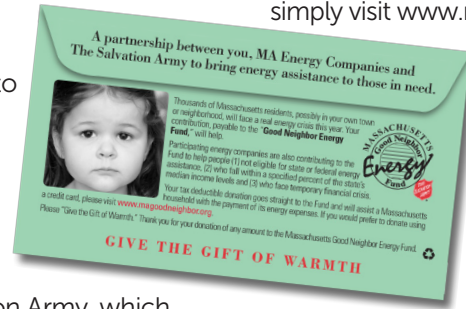 simply visit www.
to
A partnership between you, MA Energy Companies and
The Salvation Army to bring energy assistance to those in need.
Thousands of Massachusetts residents, possibly in your own town
or neighborhood, will face a real energy crisis this year. Your
contribution, payable to the "Good Neighbor Energy
Fund," will help.
Participating energy companies are also contributing to the
Fund to help people (1) not eligible for state or federal energy
assistance, (2) who fall within a specified percent of the state's
median income levels and (3) who face temporary financial crisis.
Your tax deductible donation goes straight to the Fund and will assist a Massachusetts
household with the payment of its energy expenses. If you would prefer to donate using
a credit card, please visit www.magoodneighbor.org.
Please "Give the Gift of Warmth." Thank you for your donation of any amount to the Massachusetts Good Neighbor Energy Fund.
MASSACHUSETTS
Good Neighbor
Energy
Fund
GIVE THE GIFT OF WARMTH
on Army, which